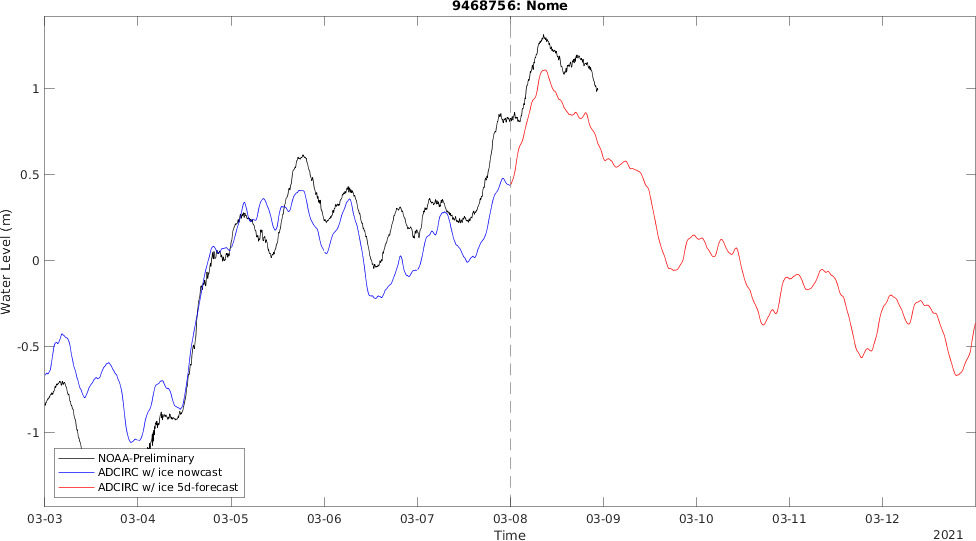 9468756: Nome
Water Level (m)
1
0.5
0
-0.5
-1
NOAA-Preliminary
ADCIRC w/ ice nowcast
ADCIRC w/ ice 5d-forecast
03-03 03-04 03-05 03-06 03-07 03-08 03-09 03-10 03-11 03-12
Time
2021